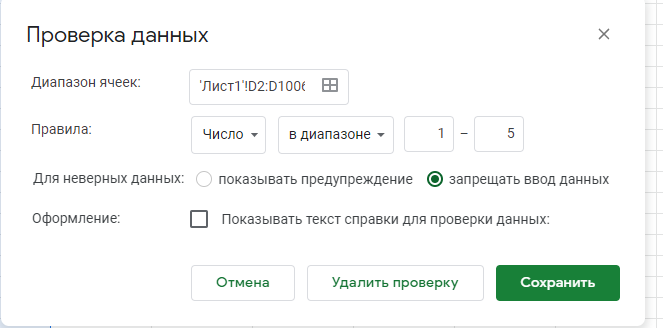 Проверка данных
Диапазон ячеек: 'Лист1'!D2:D1006
Правила: Число в диапазоне 1 – 5
Для неверных данных: показывать предупреждение запрещать ввод данных
Оформление: Показывать текст справки для проверки данных:
Отмена Удалить проверку Сохранить